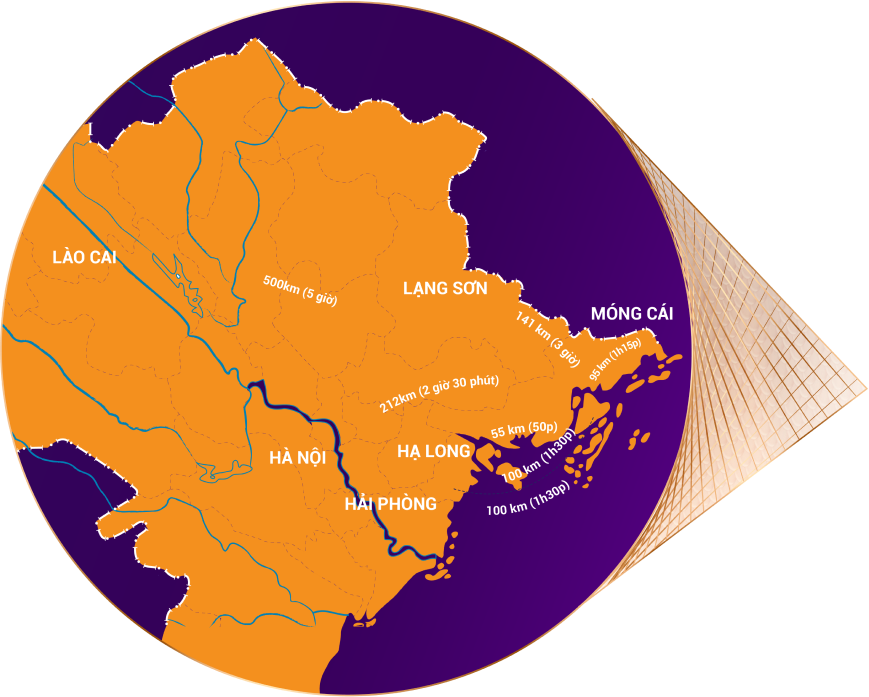 LÀO CAI
500km (5 giờ)
LẠNG SƠN
MÓNG CÁI
141 km (3 giờ)
95 km (1h15p)
212km (2 giờ 30 phút)
55 km (50p)
HÀ NỘI
HẠ LONG
100 km (1h30p)
100 km (1h30p)
HẢI PHÒNG